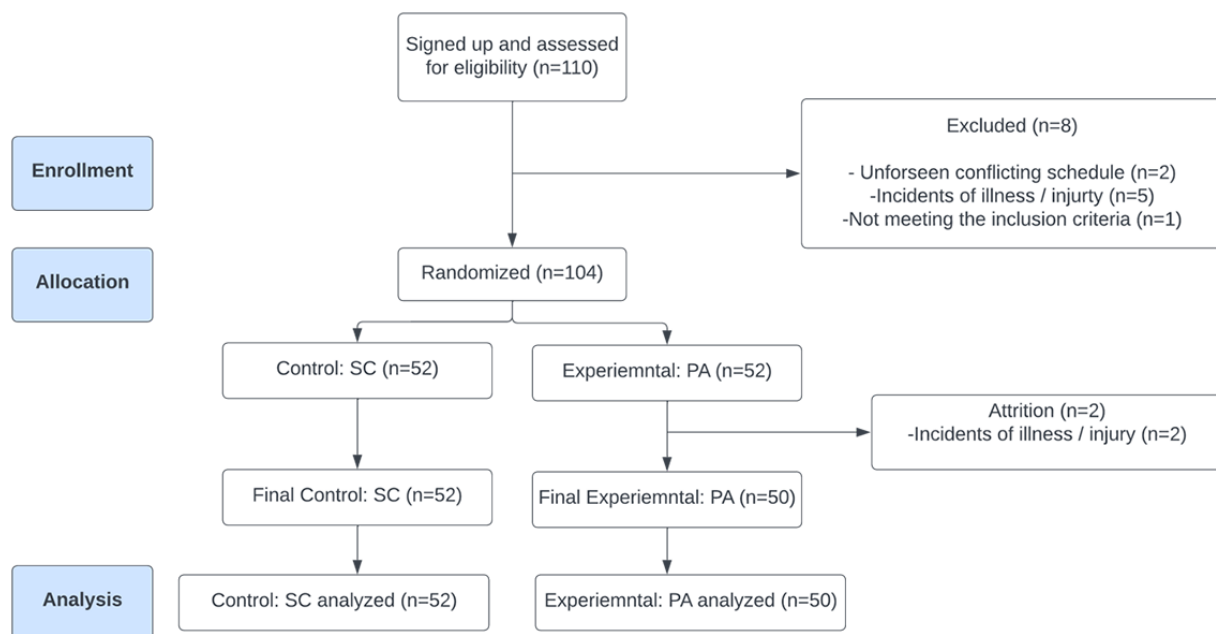 Signed up and assessed
for eligibility (n=110)
Enrollment
Excluded (n=8)
- Unforseen conflicting schedule (n=2)
-Incidents of illness / injurty (n=5)
-Not meeting the inclusion criteria (n=1)
Allocation
Randomized (n=104)
Control: SC (n=52)
Experiemntal: PA (n=52)
Attrition (n=2)
-Incidents of illness / injury (n=2)
Final Control: SC (n=52)
Final Experiemntal: PA (n=50)
Analysis
Control: SC analyzed (n=52)
Experiemntal: PA analyzed (n=50)